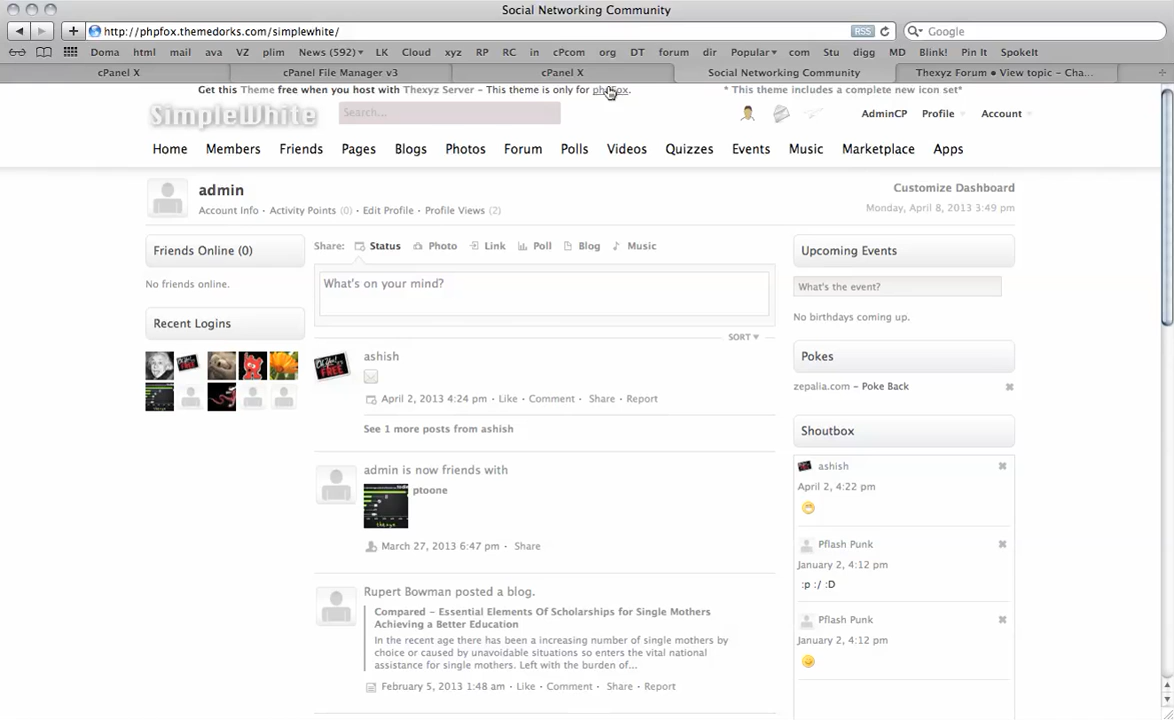 Social Networking Community
http://phpfox.themedorks.com/simplewhite/
RSS
Google
Doma html mail ava VZ plim News (592) LK Cloud xyz RP RC in cPcom org DT forum dir Popular com Stu digg MD Blink! Pin It SpokeIt
cPanel X
cPanel File Manager v3
cPanel X
Social Networking Community
Thexyz Forum • View topic - Cha...
Get this Theme free when you host with Thexyz Server - This theme is only for
* This theme includes a complete new icon set*
SimpleWhite
Search...
AdminCP Profile Account
Home Members Friends Pages Blogs Photos Forum Polls Videos Quizzes Events Music Marketplace Apps
admin
Account Info · Activity Points (0) · Edit Profile · Profile Views (2)
Customize Dashboard
Monday, April 8, 2013 3:49 pm
Friends Online (0)
No friends online.
Recent Logins
Share: Status Photo Link Poll Blog Music
What's on your mind?
SORT
ashish
April 2, 2013 4:24 pm · Like · Comment · Share · Report
See 1 more posts from ashish
admin is now friends with
ptoone
March 27, 2013 6:47 pm · Share
Rupert Bowman posted a blog.
Compared – Essential Elements Of Scholarships for Single Mothers
Achieving a Better Education
In the recent age there has been a increasing number of single mothers by
choice or caused by unavoidable situations so enters the vital national
assistance for single mothers. Left with the burden of...
February 5, 2013 1:48 am · Like · Comment · Share · Report
Upcoming Events
What's the event?
No birthdays coming up.
Pokes
zepalia.com – Poke Back
Shoutbox
ashish
April 2, 4:22 pm
Pflash Punk
January 2, 4:12 pm
:p :/ :D
Pflash Punk
January 2, 4:12 pm